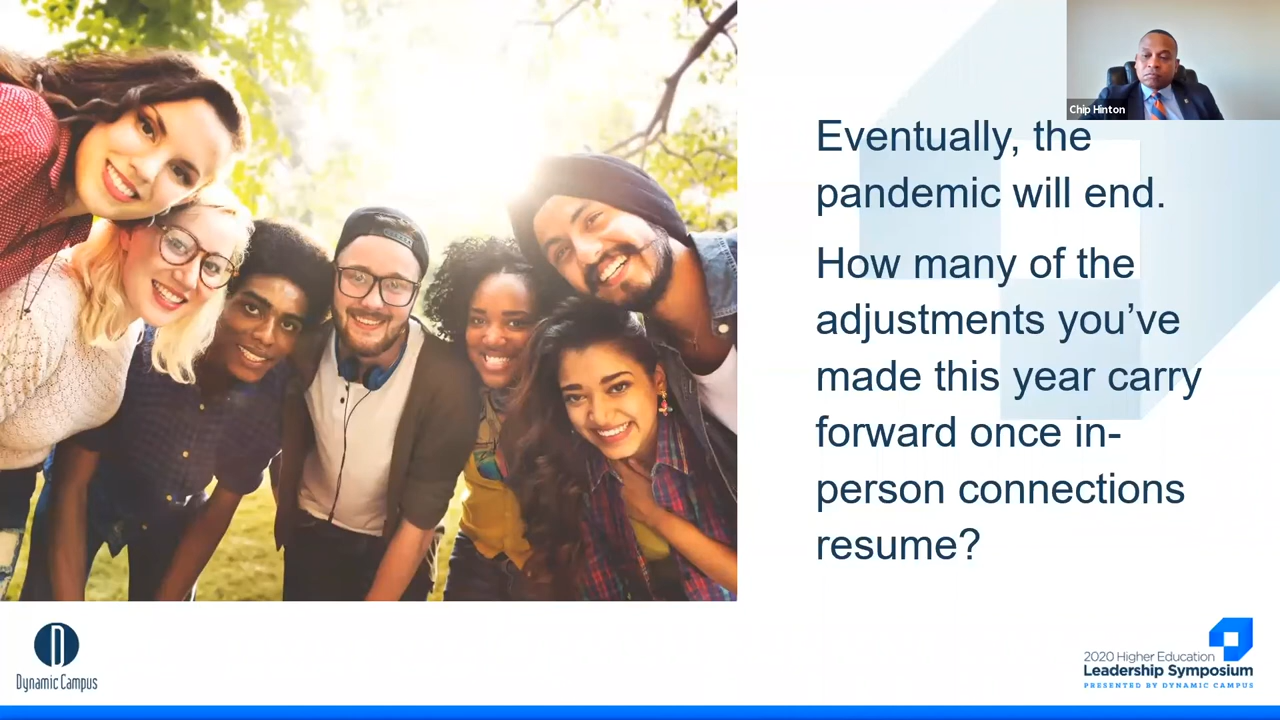 Chip Hinton
Eventually, the
pandemic will end.
How many of the
adjustments you’ve
made this year carry
forward once in-
person connections
resume?
D
Dynamic Campus
2020 Higher Education
Leadership Symposium
PRESENTED BY DYNAMIC CAMPUS